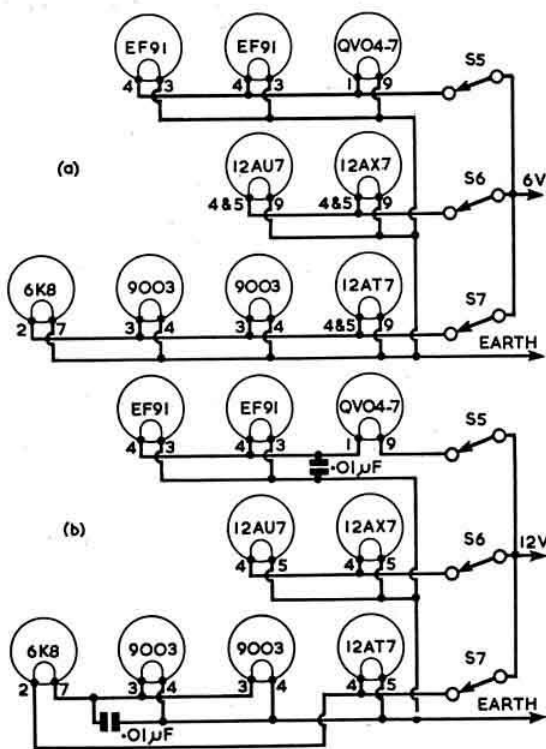 EF91 EF91 QVO4-7 S5
4 3 4 3 1 9
(a) 12AU7 12AX7 S6 6V
4&5 9 4&5 9
6K8 9003 9003 12AT7 S7
2 7 3 4 3 4 4&5 9
EARTH
EF91 EF91 QVO4-7 S5
4 3 4 3 1 9
·01µF
(b) 12AU7 12AX7 S6 12V
4 5 4 5
6K8 9003 9003 12AT7 S7
2 7 3 4 3 4 4 5
·01µF
EARTH